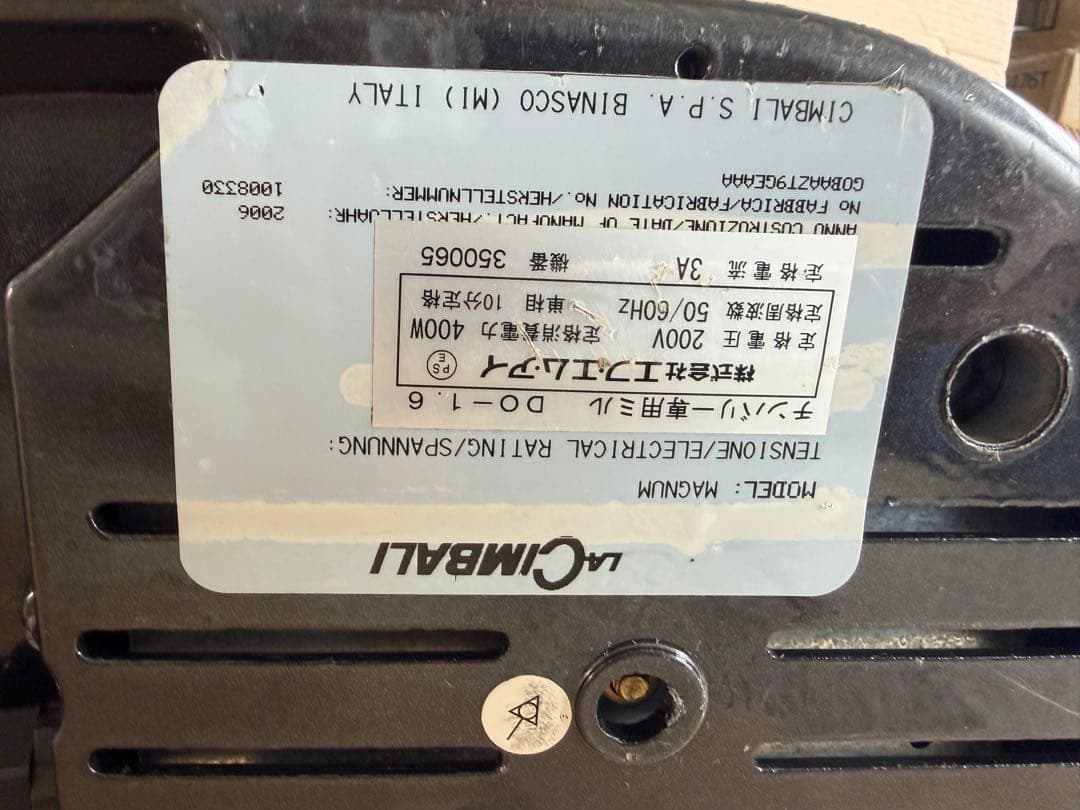 LACIMBALI
MODEL: MAGNUM
TENSIONE/ELECTRICAL RATING/SPANNUNG:
チンバリー専用ミル DO-1.6
株式会社エフ・エム・アイ PSE
定格電圧 200V 定格消費電力 400W
定格周波数 50/60Hz 単相 10分定格
定格電流 3A 機番 350065
ANNO COSTRUZIONE/DATE OF MANUFACT./HERSTELLJAHR: 2006
No FABBRICA/FABRICATION No./HERSTELLNUMMER: 1008330
GOBAAZT9GEAAA
CIMBALI S.P.A. BINASCO (MI) ITALY